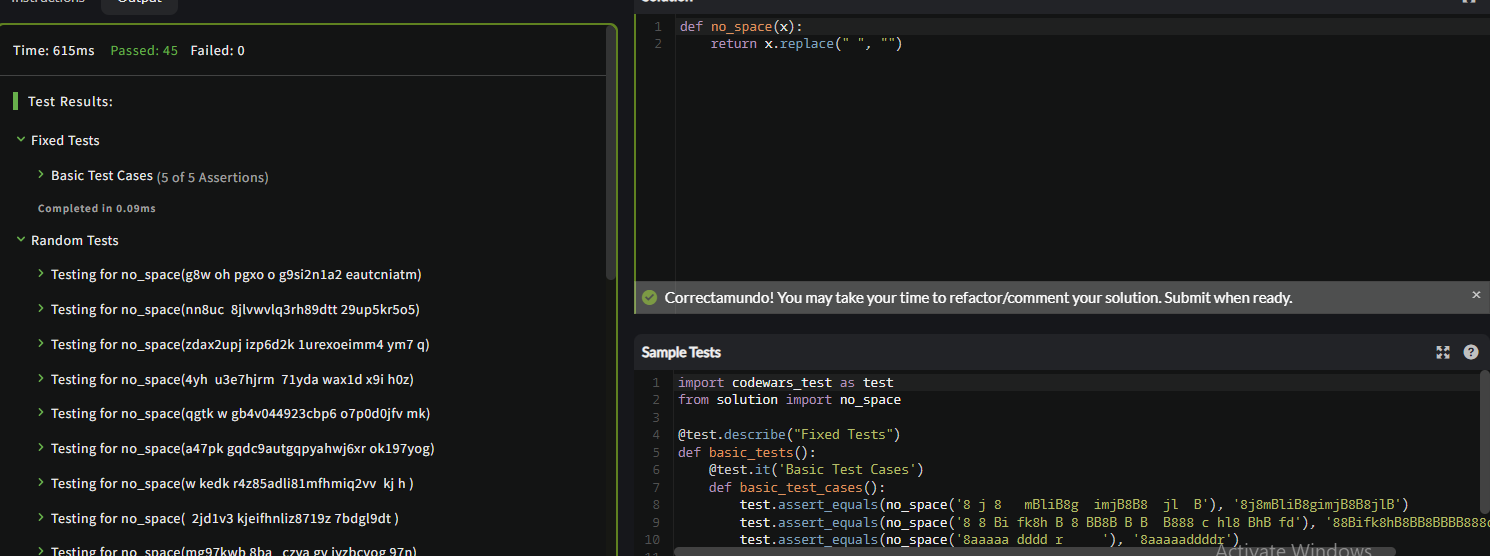 Instructions
Output
Time: 615ms Passed: 45 Failed: 0
Test Results:
Fixed Tests
Basic Test Cases (5 of 5 Assertions)
Completed in 0.09ms
Random Tests
Testing for no_space(g8w oh pgxo o g9si2n1a2 eautcniatm)
Testing for no_space(nn8uc  8jlvwvlq3rh89dtt 29up5kr5o5)
Testing for no_space(zdax2upj izp6d2k 1urexoeimm4 ym7 q)
Testing for no_space(4yh  u3e7hjrm  71yda wax1d x9i h0z)
Testing for no_space(qgtk w gb4v044923cbp6 o7p0d0jfv mk)
Testing for no_space(a47pk gqdc9autgqpyahwj6xr ok197yog)
Testing for no_space(w kedk r4z85adli81mfhmiq2vv  kj h )
Testing for no_space(  2jd1v3 kjeifhnliz8719z 7bdgl9dt )
Testing for no_space(mg97kwb 8ba
Solution
1 def no_space(x):
2     return x.replace(" ", "")
Correctamundo! You may take your time to refactor/comment your solution. Submit when ready.
×
Sample Tests
?
1 import codewars_test as test
2 from solution import no_space
3
4 @test.describe("Fixed Tests")
5 def basic_tests():
6     @test.it('Basic Test Cases')
7     def basic_test_cases():
8         test.assert_equals(no_space('8 j 8   mBliB8g  imjB8B8  jl  B'), '8j8mBliB8gimjB8B8jlB')
9         test.assert_equals(no_space('8 8 Bi fk8h B 8 BB8B B B  B888 c hl8 BhB fd'), '88Bifk8hB8BB8BBBB888c
10         test.assert_equals(no_space('8aaaaa dddd r     '), '8aaaaaddddr')
Activate Windows